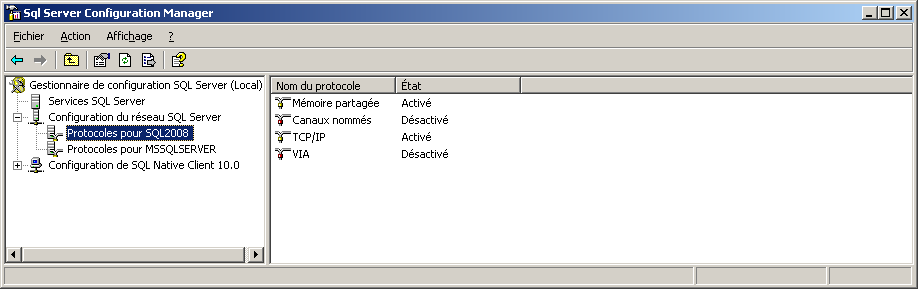 Sql Server Configuration Manager
Fichier Action Affichage ?
Gestionnaire de configuration SQL Server (Local)
Services SQL Server
Configuration du réseau SQL Server
Protocoles pour SQL2008
Protocoles pour MSSQLSERVER
Configuration de SQL Native Client 10.0
Nom du protocole État
Mémoire partagée Activé
Canaux nommés Désactivé
TCP/IP Activé
VIA Désactivé